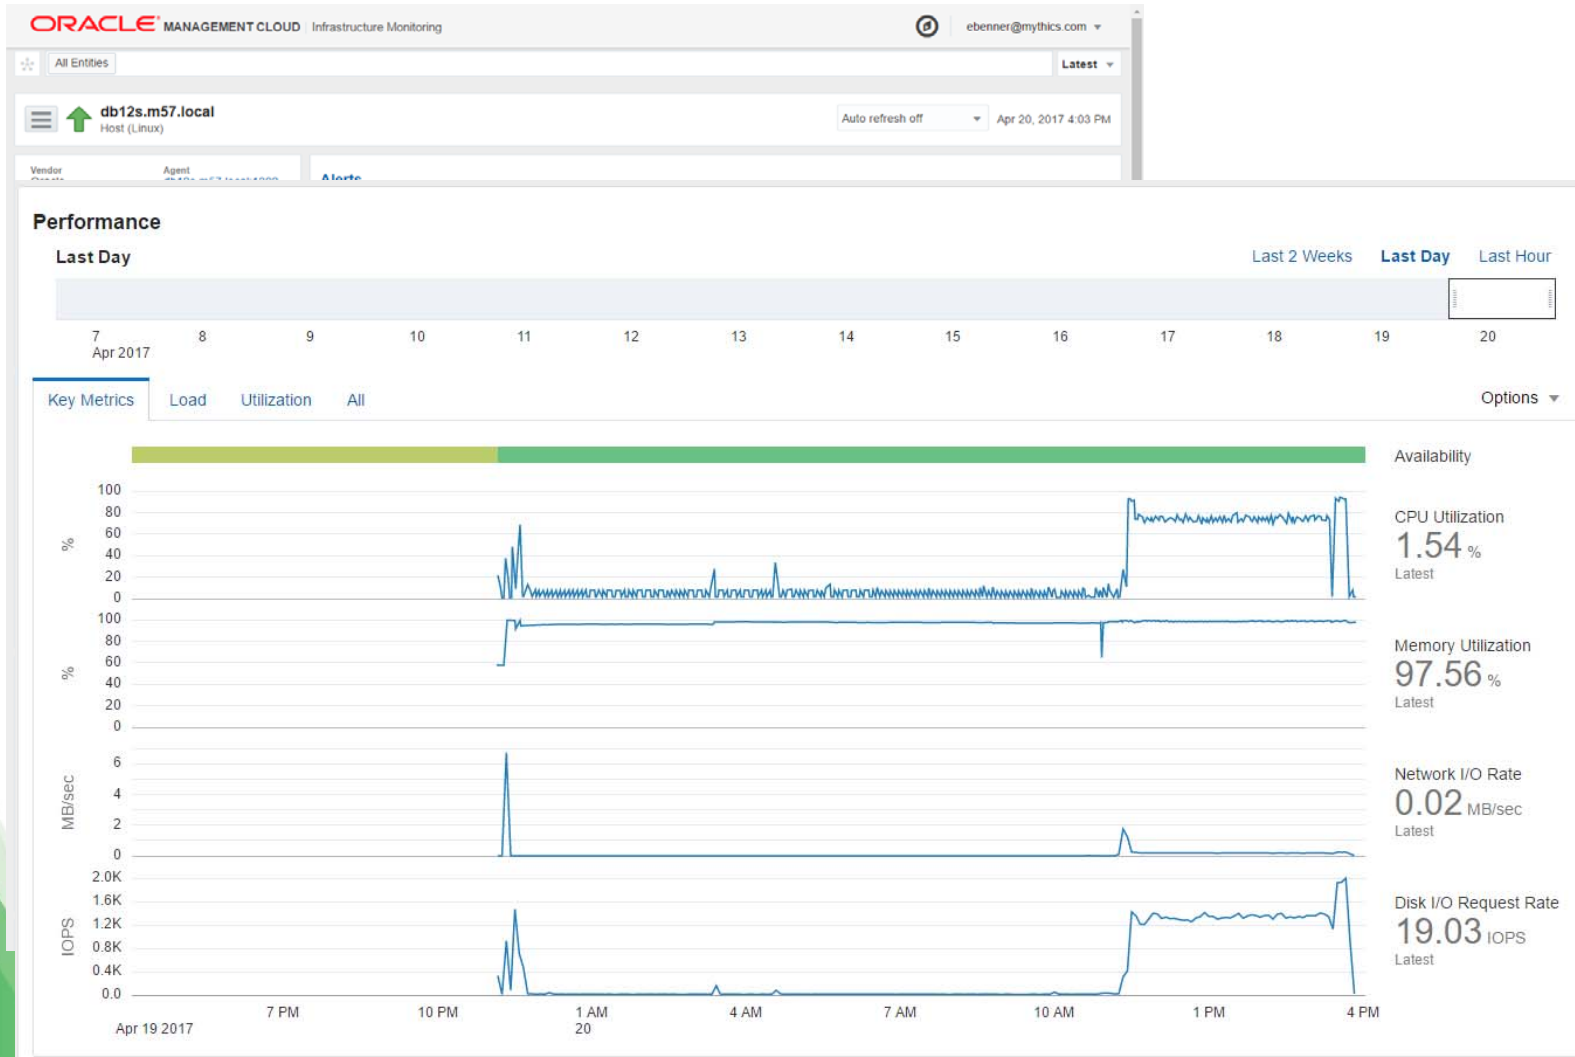 ORACLE MANAGEMENT CLOUD Infrastructure Monitoring ebenner@mythics.com
All Entities Latest
db12s.m57.local
Host (Linux)
Auto refresh off Apr 20, 2017 4:03 PM
Vendor Agent
Alerts
Performance
Last Day Last 2 Weeks Last Day Last Hour
7 8 9 10 11 12 13 14 15 16 17 18 19 20
Apr 2017
Key Metrics Load Utilization All Options
Availability
100
80
60
40
20
0
%
CPU Utilization
1.54 %
Latest
100
80
60
40
20
0
%
Memory Utilization
97.56 %
Latest
6
4
2
0
MB/sec
Network I/O Rate
0.02 MB/sec
Latest
2.0K
1.6K
1.2K
0.8K
0.4K
0.0
IOPS
Disk I/O Request Rate
19.03 IOPS
Latest
7 PM 10 PM 1 AM 4 AM 7 AM 10 AM 1 PM 4 PM
Apr 19 2017 20